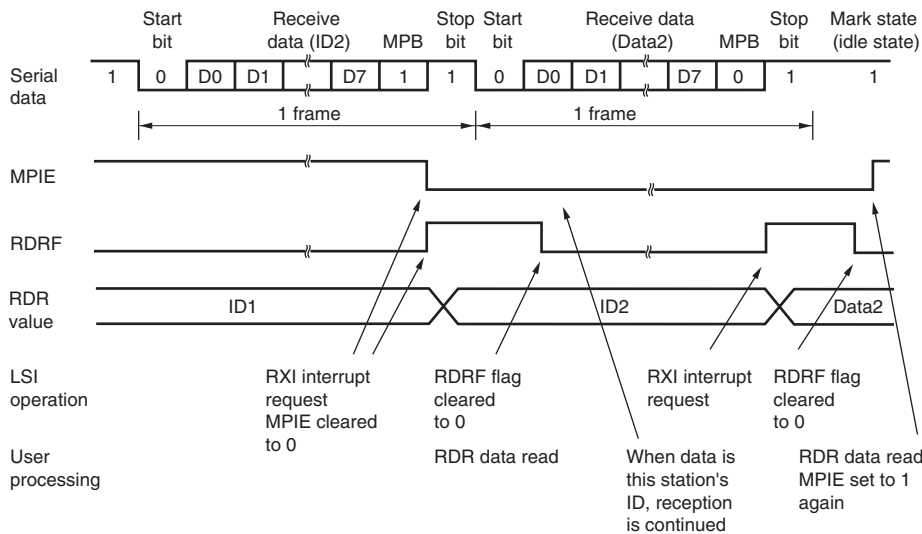 Start bit Receive data (ID2) MPB Stop bit Start bit Receive data (Data2) MPB Stop bit Mark state (idle state)
Serial data 1 0 D0 D1 D7 1 1 0 D0 D1 D7 0 1 1
1 frame 1 frame
MPIE
RDRF
RDR value ID1 ID2 Data2
LSI operation
RXI interrupt request MPIE cleared to 0
RDRF flag cleared to 0
RXI interrupt request
RDRF flag cleared to 0
User processing
RDR data read
When data is this station's ID, reception is continued
RDR data read MPIE set to 1 again